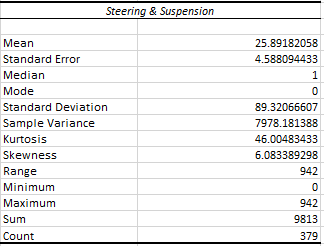 Steering & Suspension
Mean 25.89182058
Standard Error 4.588094433
Median 1
Mode 0
Standard Deviation 89.32066607
Sample Variance 7978.181388
Kurtosis 46.00483433
Skewness 6.083389298
Range 942
Minimum 0
Maximum 942
Sum 9813
Count 379